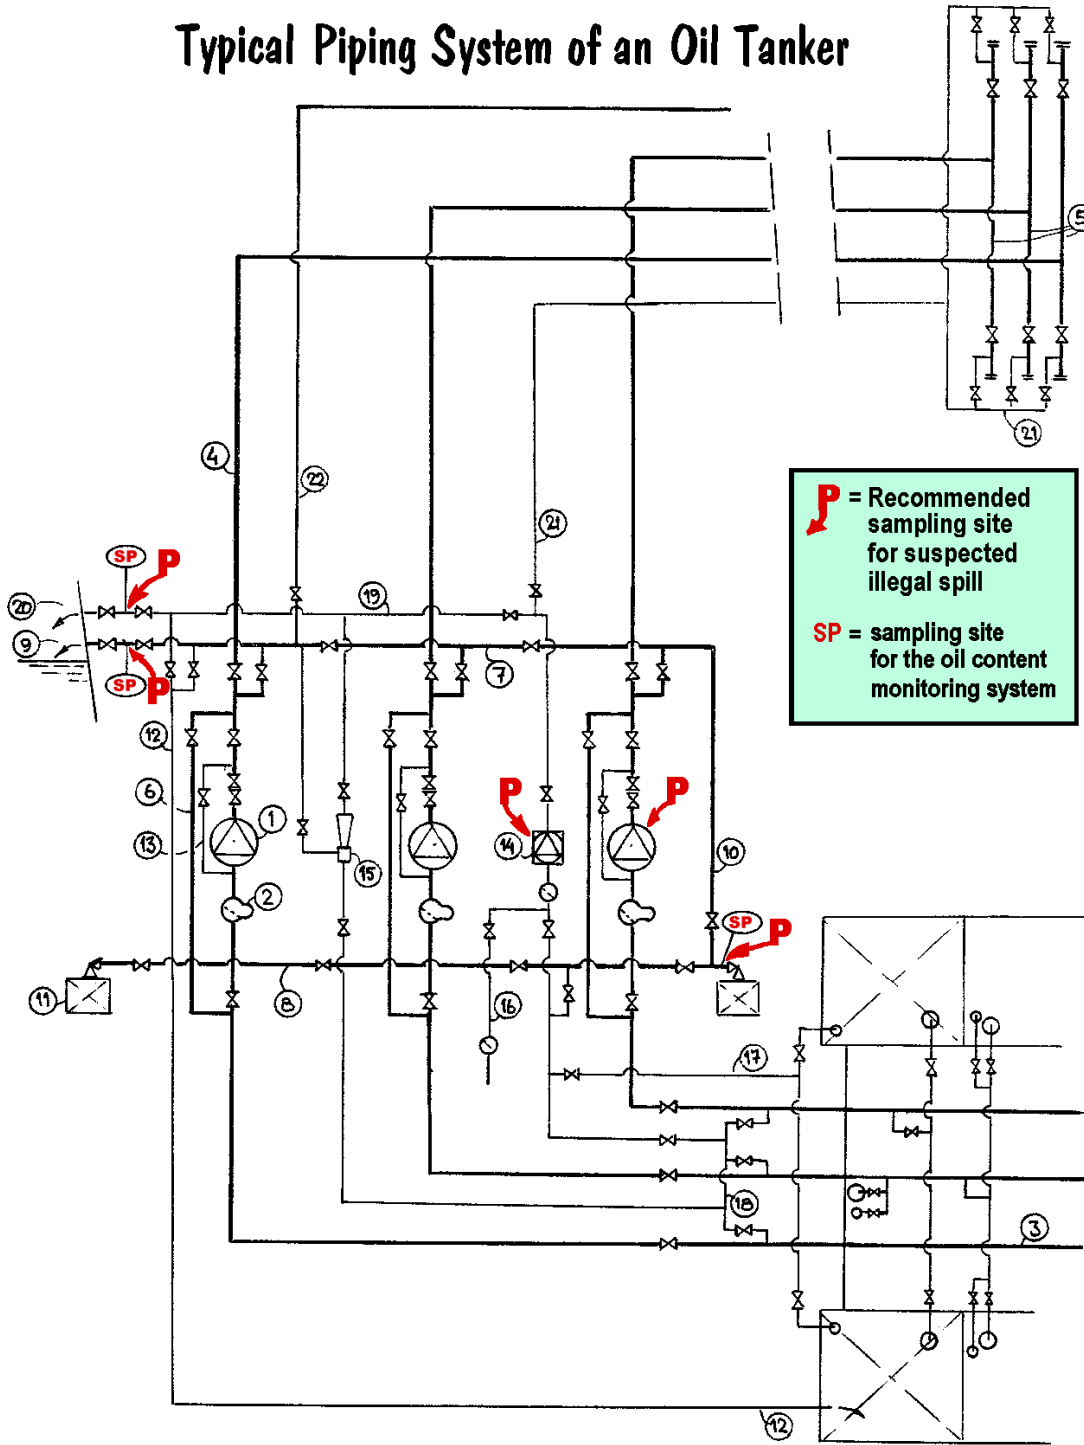 Typical Piping System of an Oil Tanker
5
4
22
21
21
P = Recommended
sampling site
for suspected
illegal spill
SP = sampling site
for the oil content
monitoring system
SP
P
20
19
9
7
SP
P
12
6
P
P
1
13
14
15
10
2
SP
P
11
8
16
17
18
3
12